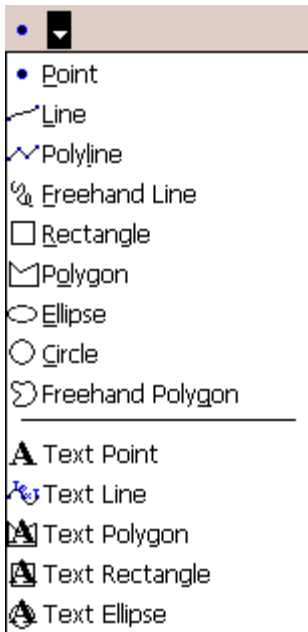 Point
Line
Polyline
Freehand Line
Rectangle
Polygon
Ellipse
Circle
Freehand Polygon
Text Point
Text Line
Text Polygon
Text Rectangle
Text Ellipse